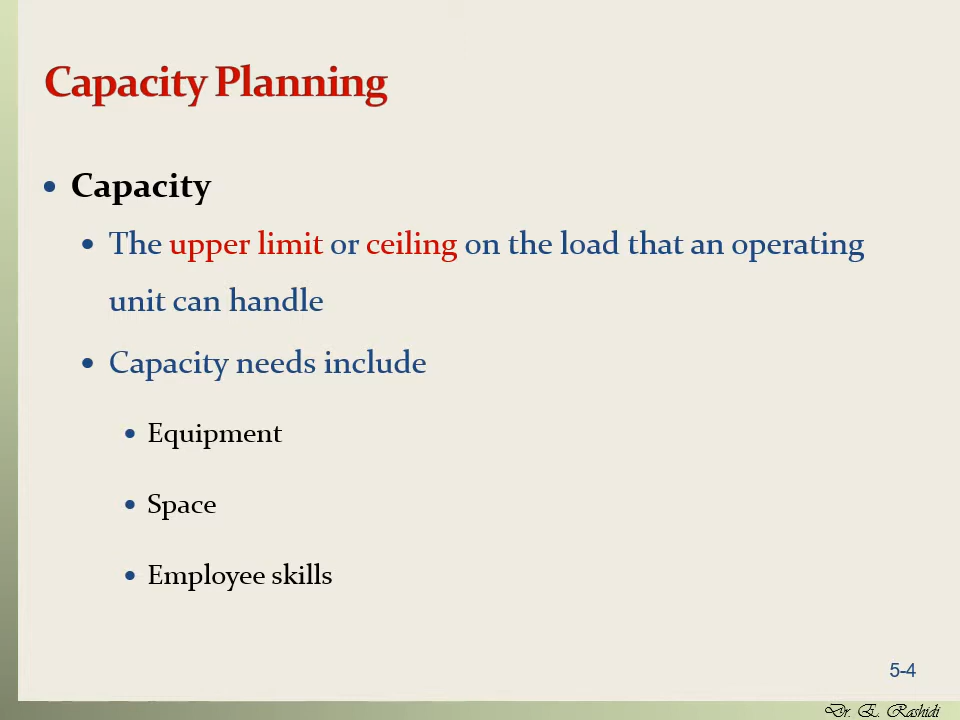 Capacity Planning
• Capacity
• The upper limit or ceiling on the load that an operating
unit can handle
• Capacity needs include
• Equipment
• Space
• Employee skills
5-4
Dr. E. Rashidi